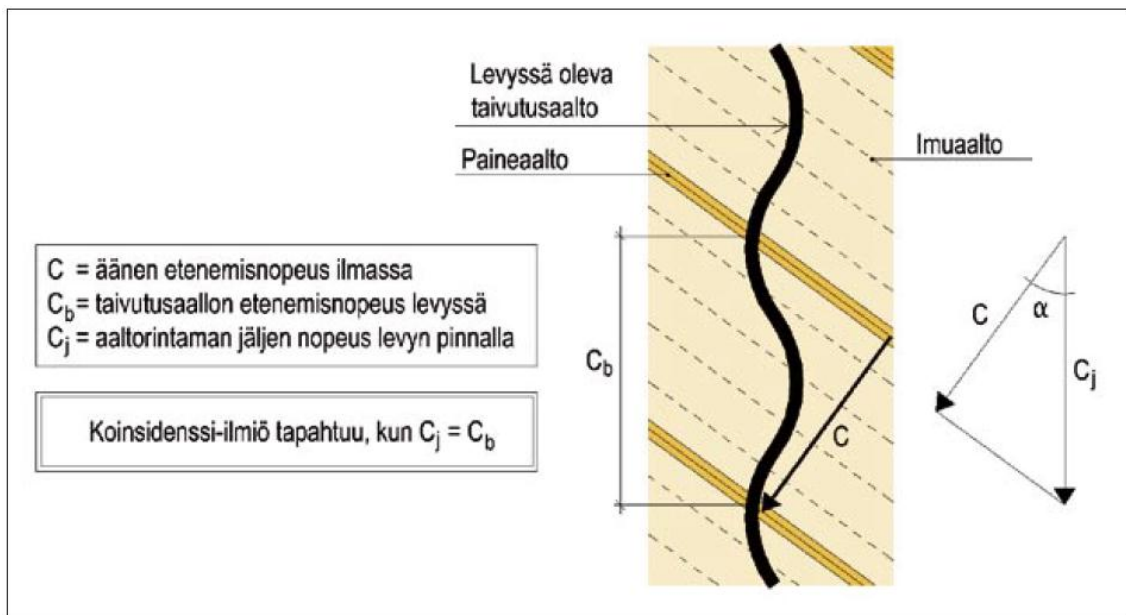 Levyssä oleva
taivutusaalto
Paineaalto
Imuaalto
C = äänen etenemisnopeus ilmassa
C_b = taivutusaallon etenemisnopeus levyssä
C_j = aaltorintaman jäljen nopeus levyn pinnalla
Koinsidenssi-ilmiö tapahtuu, kun C_j = C_b
C_b
C
C
α
C_j